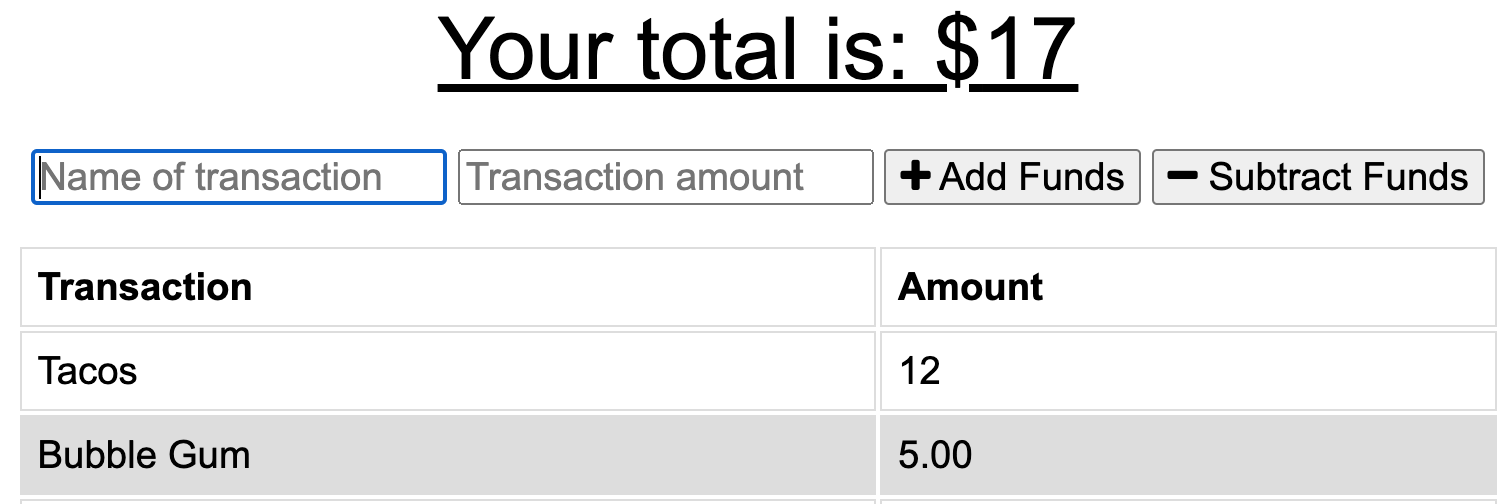 Your total is: $17
Name of transaction Transaction amount Add Funds Subtract Funds
Transaction Amount
Tacos 12
Bubble Gum 5.00